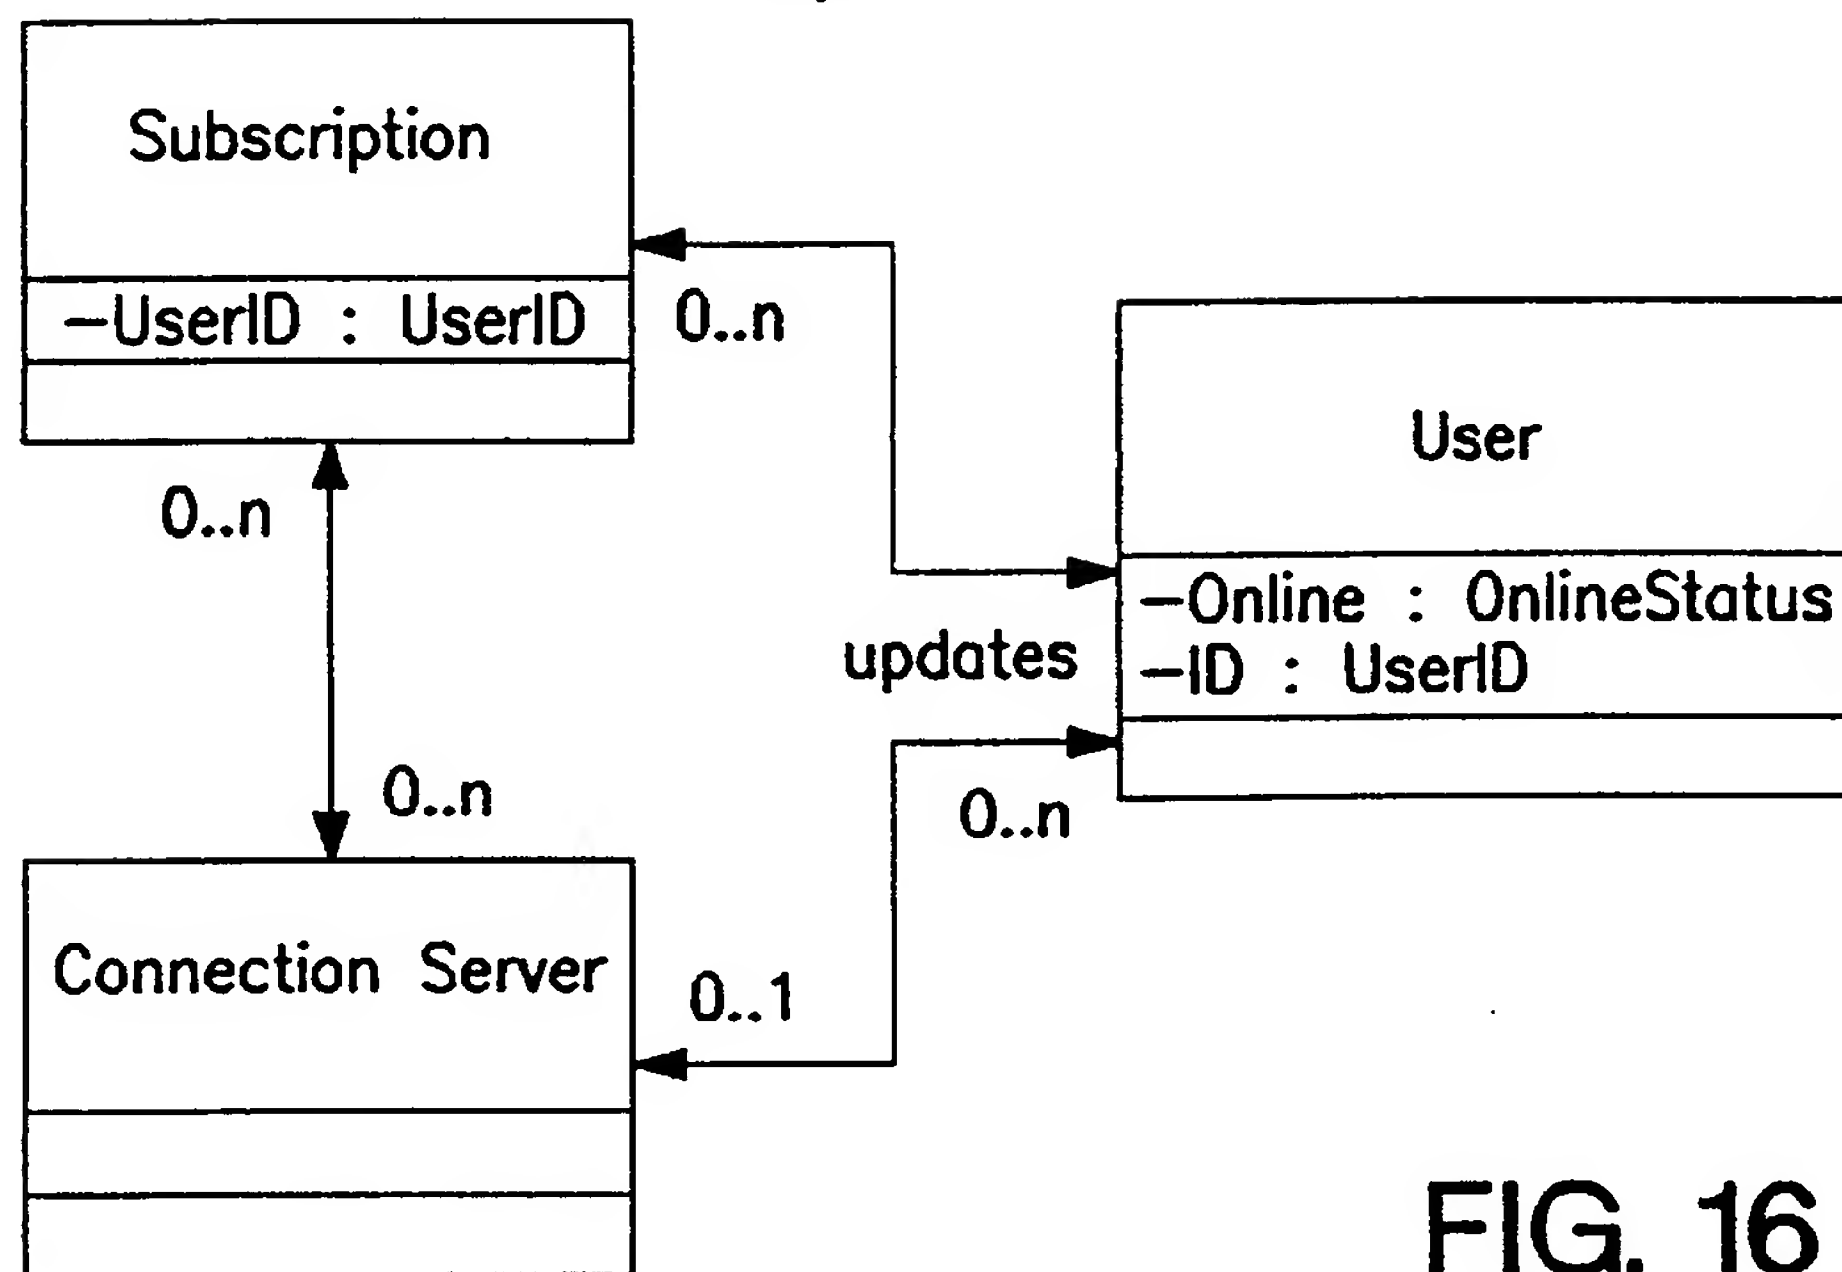 Subscription
-UserID : UserID
0..n
0..n
User
-Online : OnlineStatus
-ID : UserID
updates
0..n
0..n
Connection Server
0..1
FIG. 16